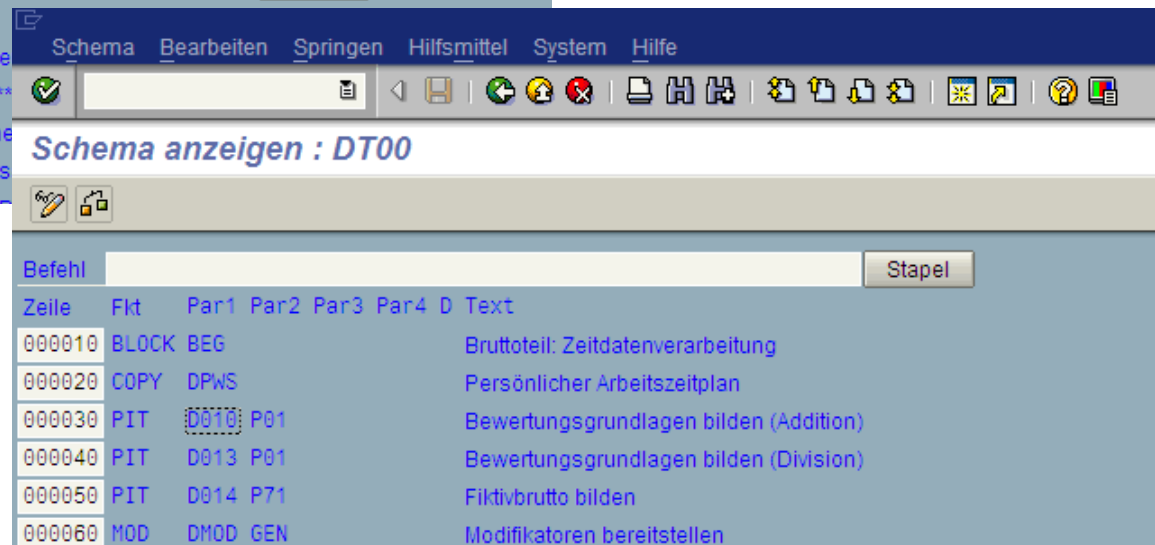 Schema Bearbeiten Springen Hilfsmittel System Hilfe
Schema anzeigen : DT00
Befehl Stapel
Zeile Fkt Par1 Par2 Par3 Par4 D Text
000010 BLOCK BEG Bruttoteil: Zeitdatenverarbeitung
000020 COPY DPWS Persönlicher Arbeitszeitplan
000030 PIT D010 P01 Bewertungsgrundlagen bilden (Addition)
000040 PIT D013 P01 Bewertungsgrundlagen bilden (Division)
000050 PIT D014 P71 Fiktivbrutto bilden
000060 MOD DMOD GEN Modifikatoren bereitstellen